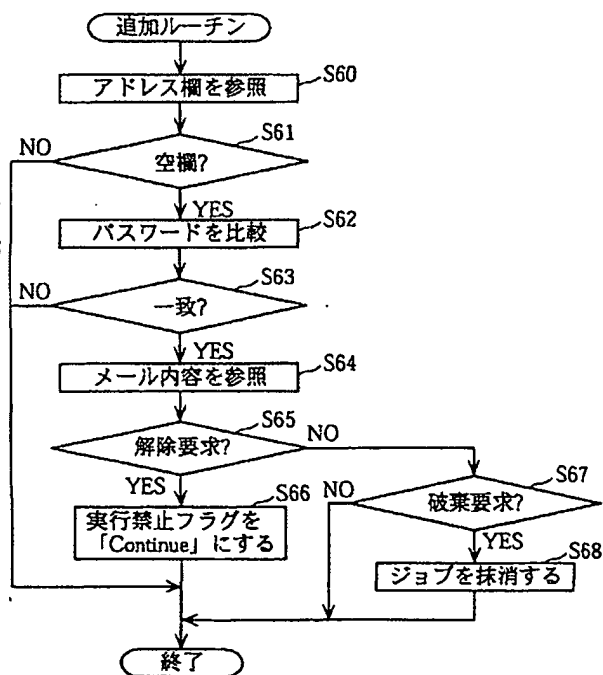 追加ルーチン
アドレス欄を参照
S60
S61
NO
空欄?
YES
パスワードを比較
S62
S63
NO
一致?
YES
メール内容を参照
S64
S65
解除要求?
NO
YES
S66
実行禁止フラグを
「Continue」にする
S67
NO
破棄要求?
YES
S68
ジョブを抹消する
終了